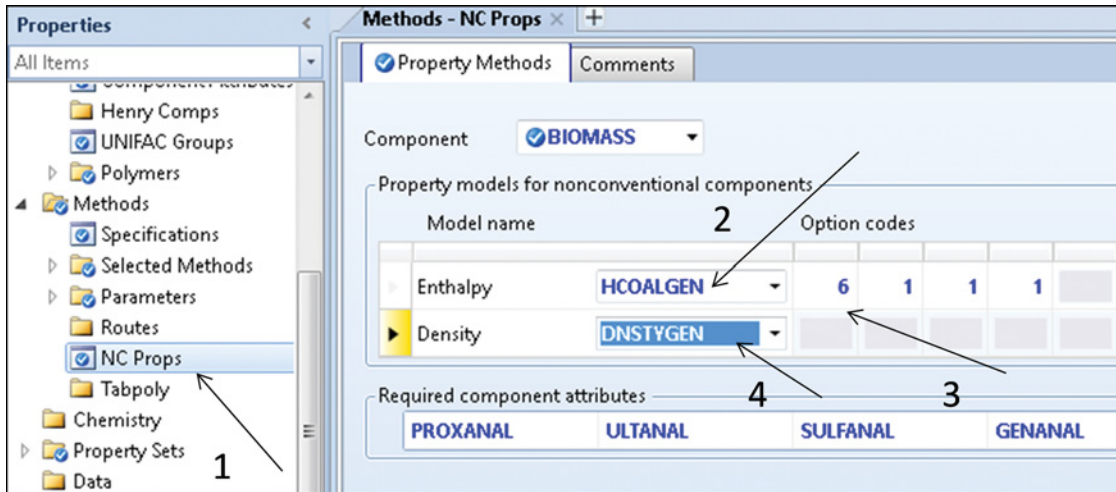 Properties
All Items
Component Attributes
Henry Comps
UNIFAC Groups
Polymers
Methods
Specifications
Selected Methods
Parameters
Routes
NC Props
Tabpoly
Chemistry
Property Sets
Data
1
Methods - NC Props
Property Methods Comments
Component BIOMASS
Property models for nonconventional components
Model name 2 Option codes
Enthalpy HCOALGEN 6 1 1 1
Density DNSTYGEN
4 3
Required component attributes
PROXANAL ULTANAL SULFANAL GENANAL